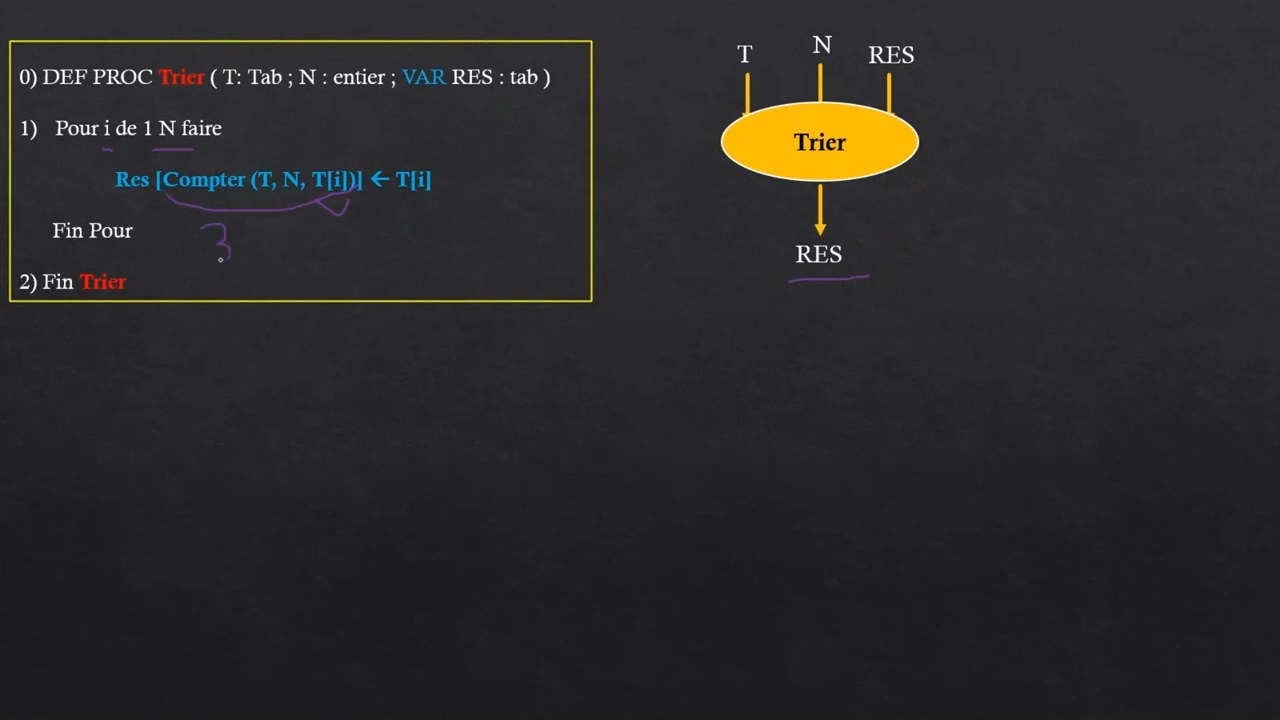 0) DEF PROC Trier ( T: Tab ; N : entier ; VAR RES : tab )
1) Pour i de 1 N faire
Res [Compter (T, N, T[i])] ← T[i]
Fin Pour
3
2) Fin Trier
T
N
RES
Trier
RES